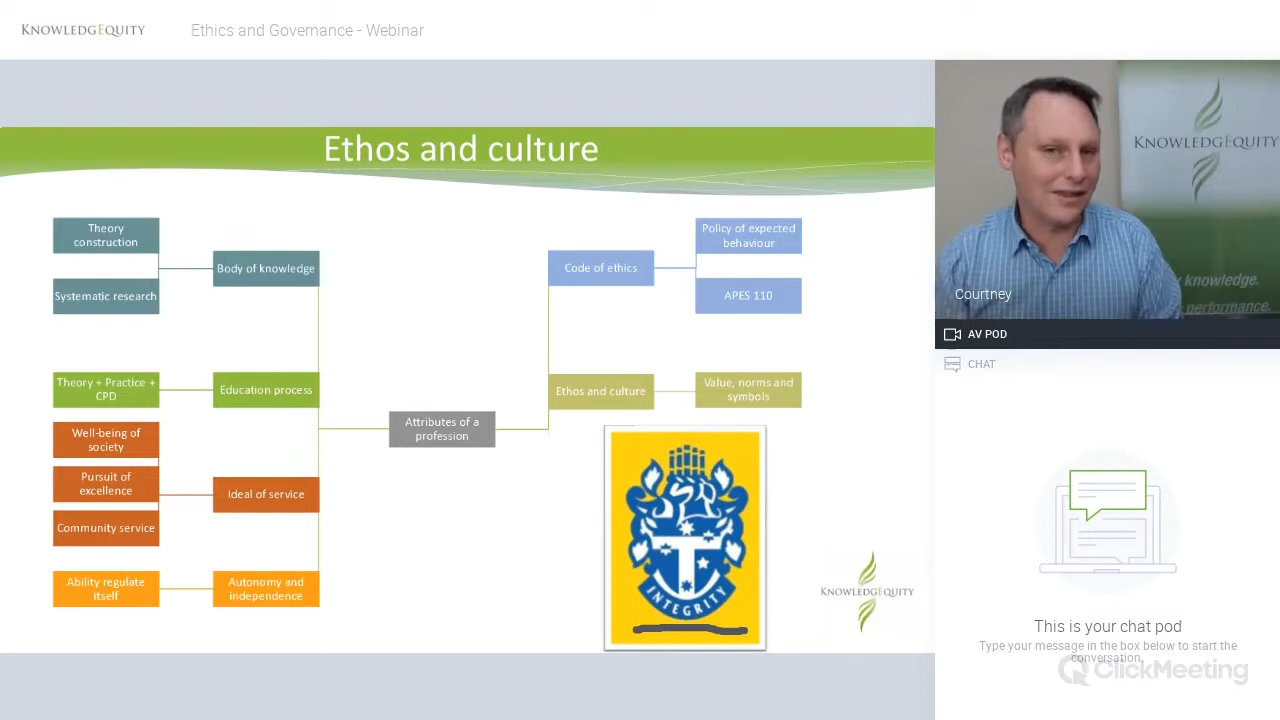 KNOWLEDGEQUITY
Ethics and Governance - Webinar
Ethos and culture
Theory
construction
Systematic research
Body of knowledge
Theory + Practice +
CPD
Education process
Well-being of
society
Pursuit of
excellence
Community service
Ideal of service
Ability regulate
itself
Autonomy and
independence
Attributes of a
profession
Code of ethics
Policy of expected
behaviour
APES 110
Ethos and culture
Value, norms and
symbols
INTEGRITY
KNOWLEDGEQUITY
KNOWLEDGEQUITY
knowledge.
performance.
Courtney
AV POD
CHAT
This is your chat pod
Type your message in the box below to start the
conversation.
ClickMeeting